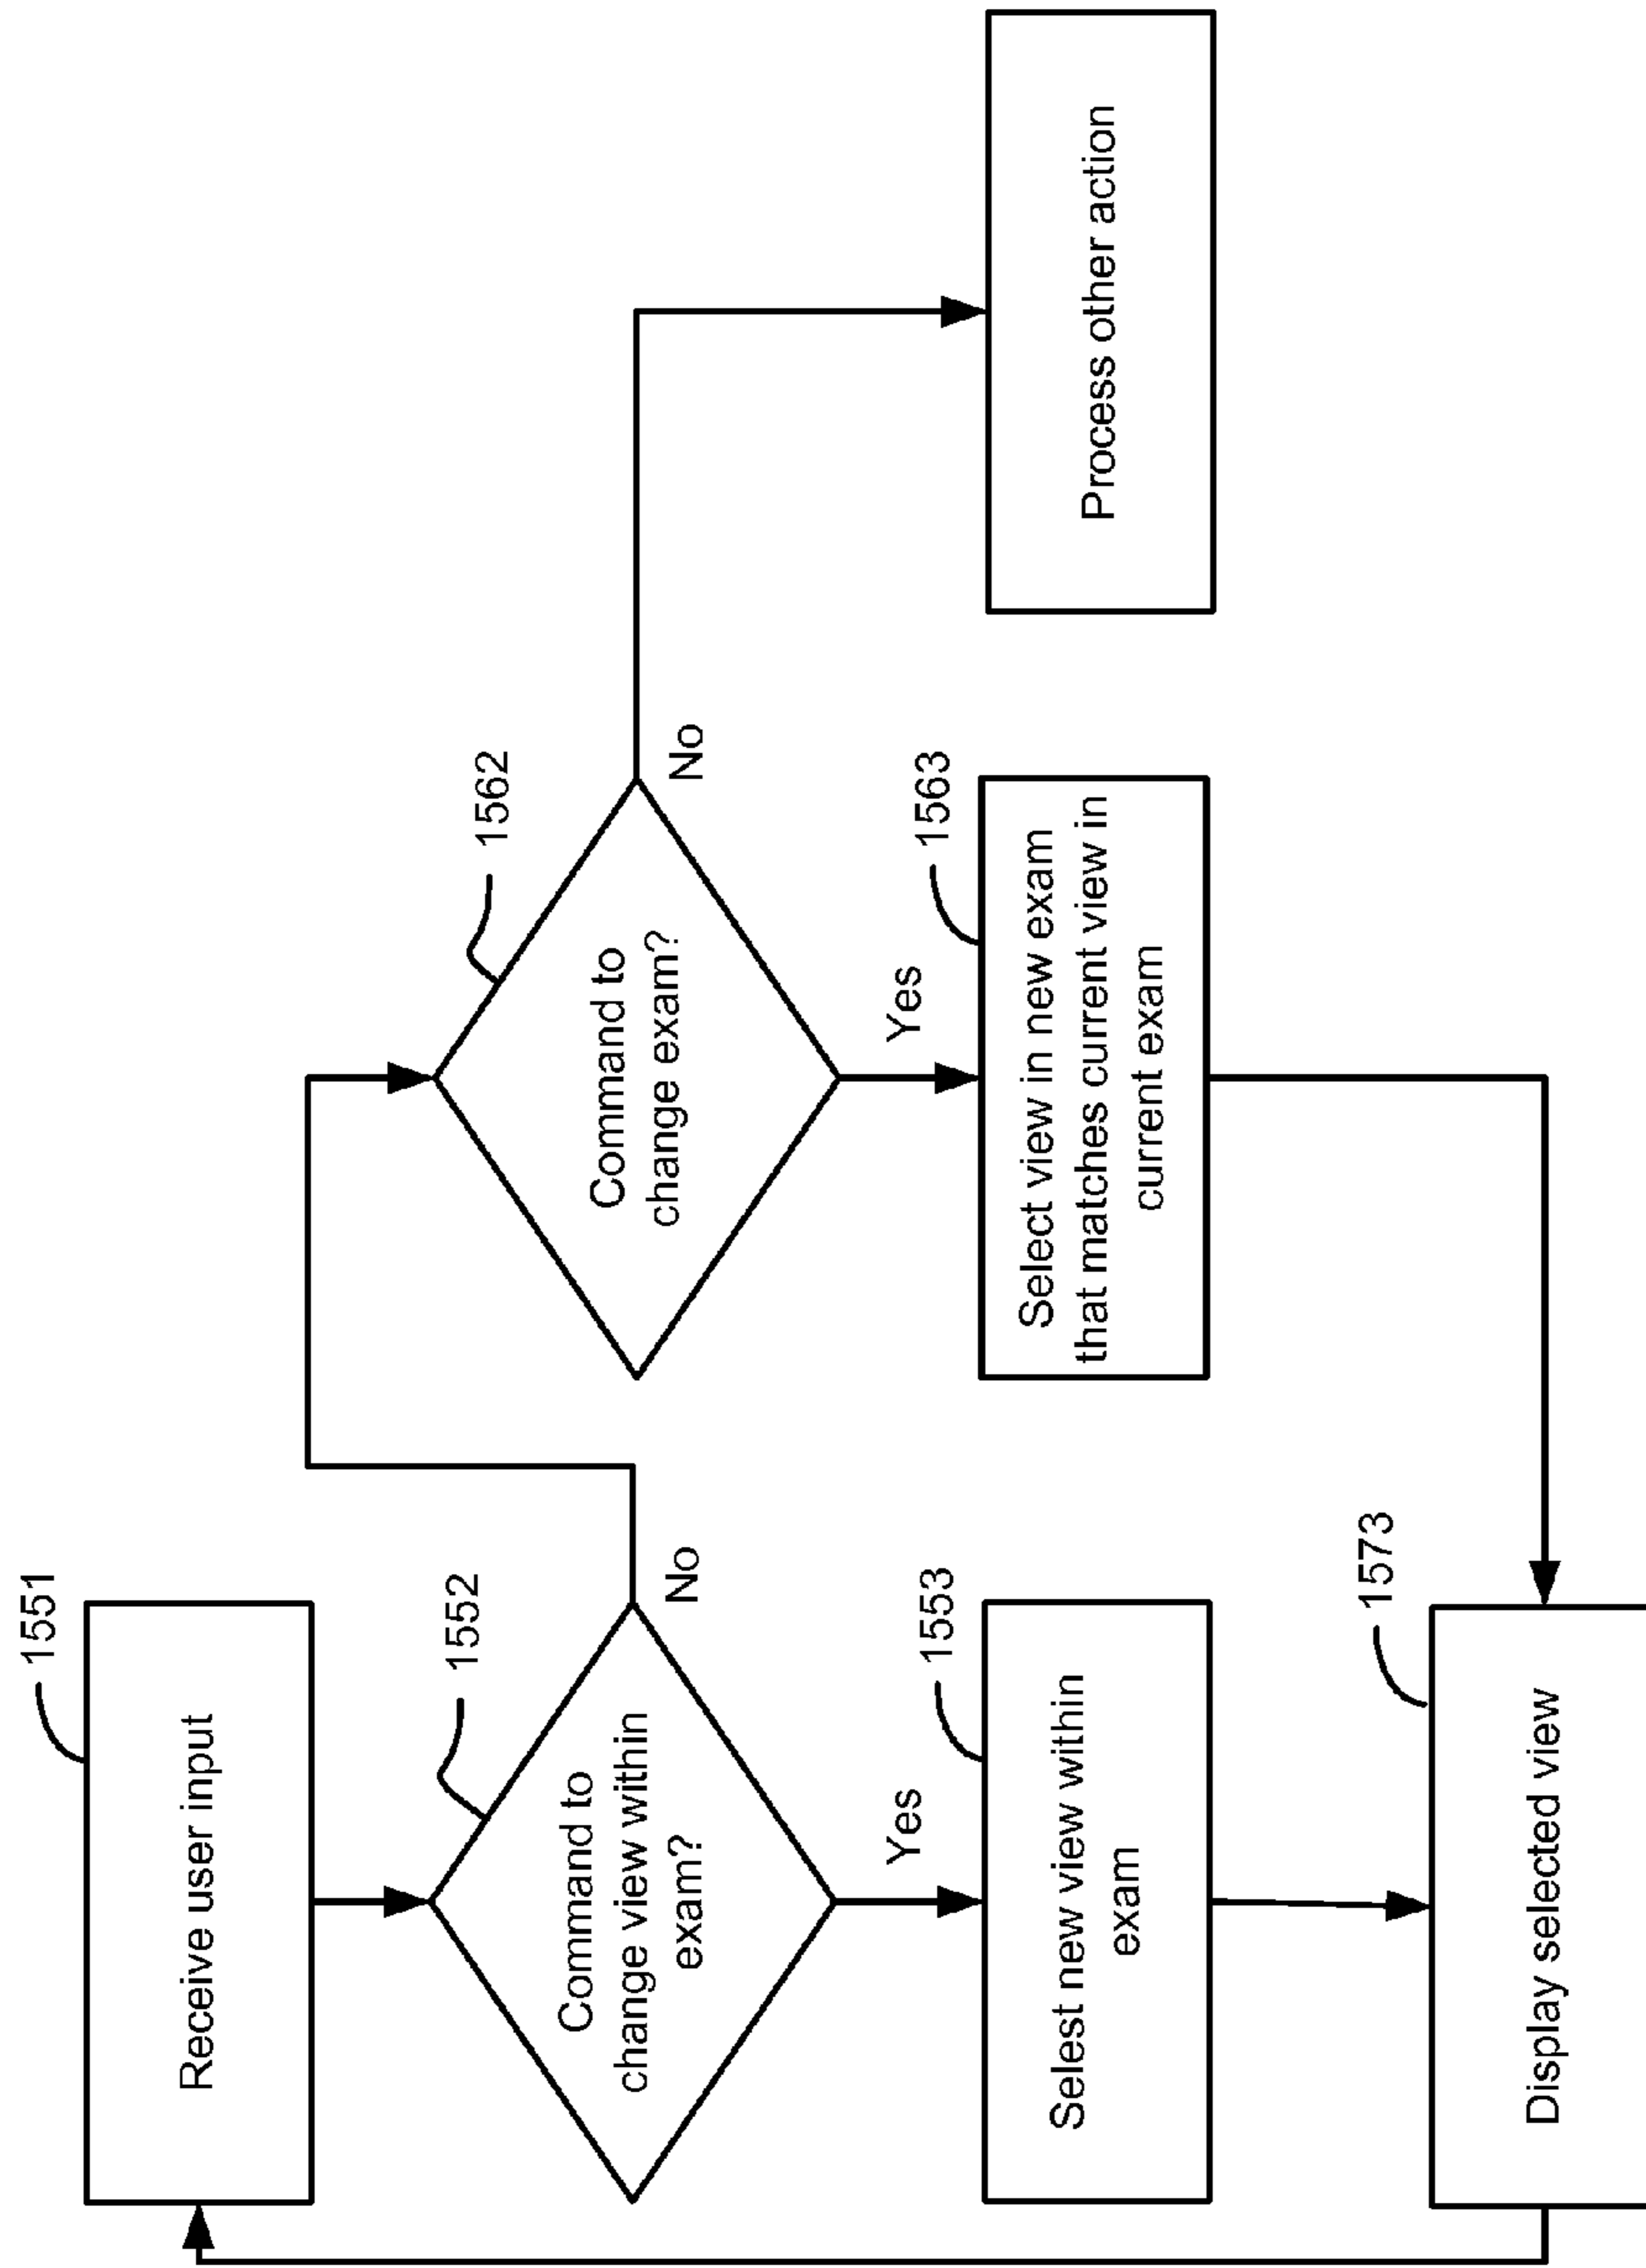 1551
Receive user input
1552
Command to
change view within
exam?
No
Yes
1553
Selest new view within
exam
1573
Display selected view
1562
Command to
change exam?
No
Yes
1563
Select view in new exam
that matches current view in
current exam
Process other action